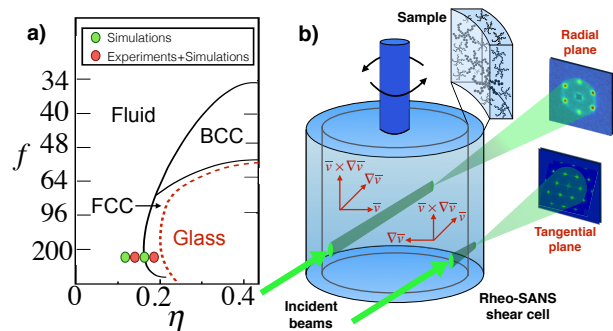 a)
Simulations
Experiments+Simulations
34
40
48
64
96
200
f
Fluid
BCC
FCC
Glass
0
0.2
0.4
η
b)
Sample
Radial
plane
v̅ × ∇v̅
∇v̅
v̅
v̅ × ∇v̅
v̅
∇v̅
Tangential
plane
Incident
beams
Rheo-SANS
shear cell